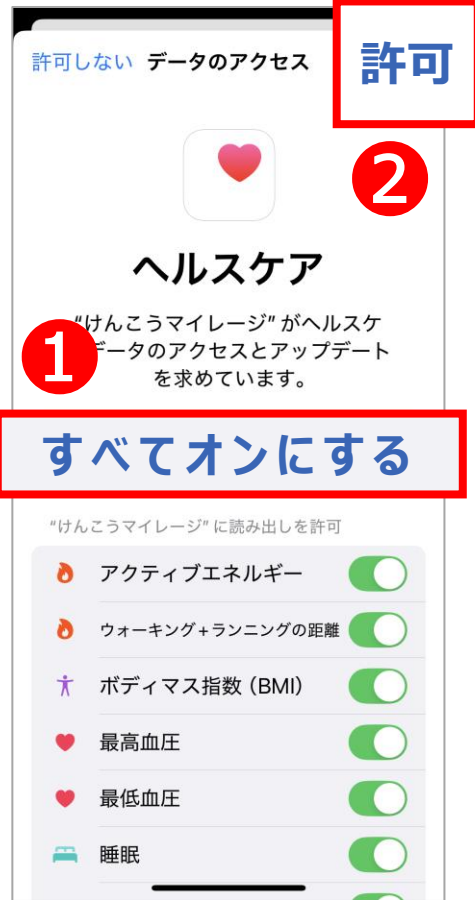 許可しない データのアクセス 許可
2
ヘルスケア
“けんこうマイレージ” がヘルスケ
データのアクセスとアップデート
を求めています。
1
すべてオンにする
“けんこうマイレージ” に読み出しを許可
アクティブエネルギー
ウォーキング+ランニングの距離
ボディマス指数（BMI）
最高血圧
最低血圧
睡眠